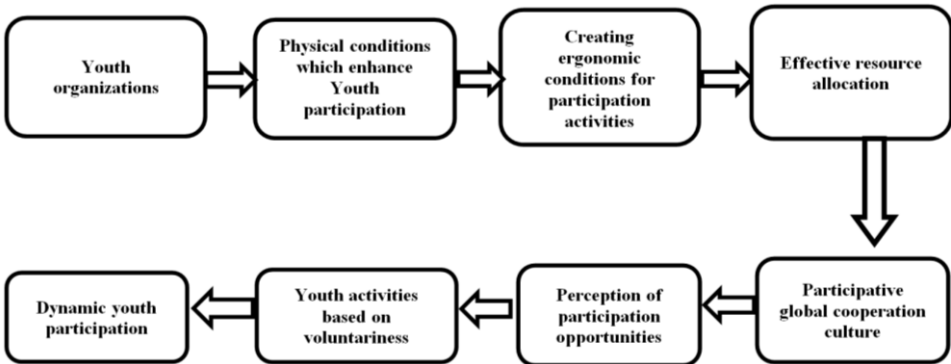 Youth
organizations
Physical conditions
which enhance
Youth
participation
Creating
ergonomic
conditions for
participation
activities
Effective resource
allocation
Participative
global cooperation
culture
Perception of
participation
opportunities
Youth activities
based on
voluntariness
Dynamic youth
participation